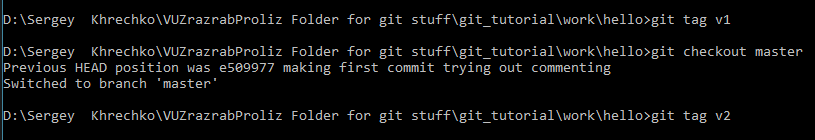 D:\Sergey  Khrechko\VUZrazrabProliz Folder for git stuff\git_tutorial\work\hello>git tag v1
D:\Sergey  Khrechko\VUZrazrabProliz Folder for git stuff\git_tutorial\work\hello>git checkout master
Previous HEAD position was e509977 making first commit trying out commenting
Switched to branch 'master'
D:\Sergey  Khrechko\VUZrazrabProliz Folder for git stuff\git_tutorial\work\hello>git tag v2